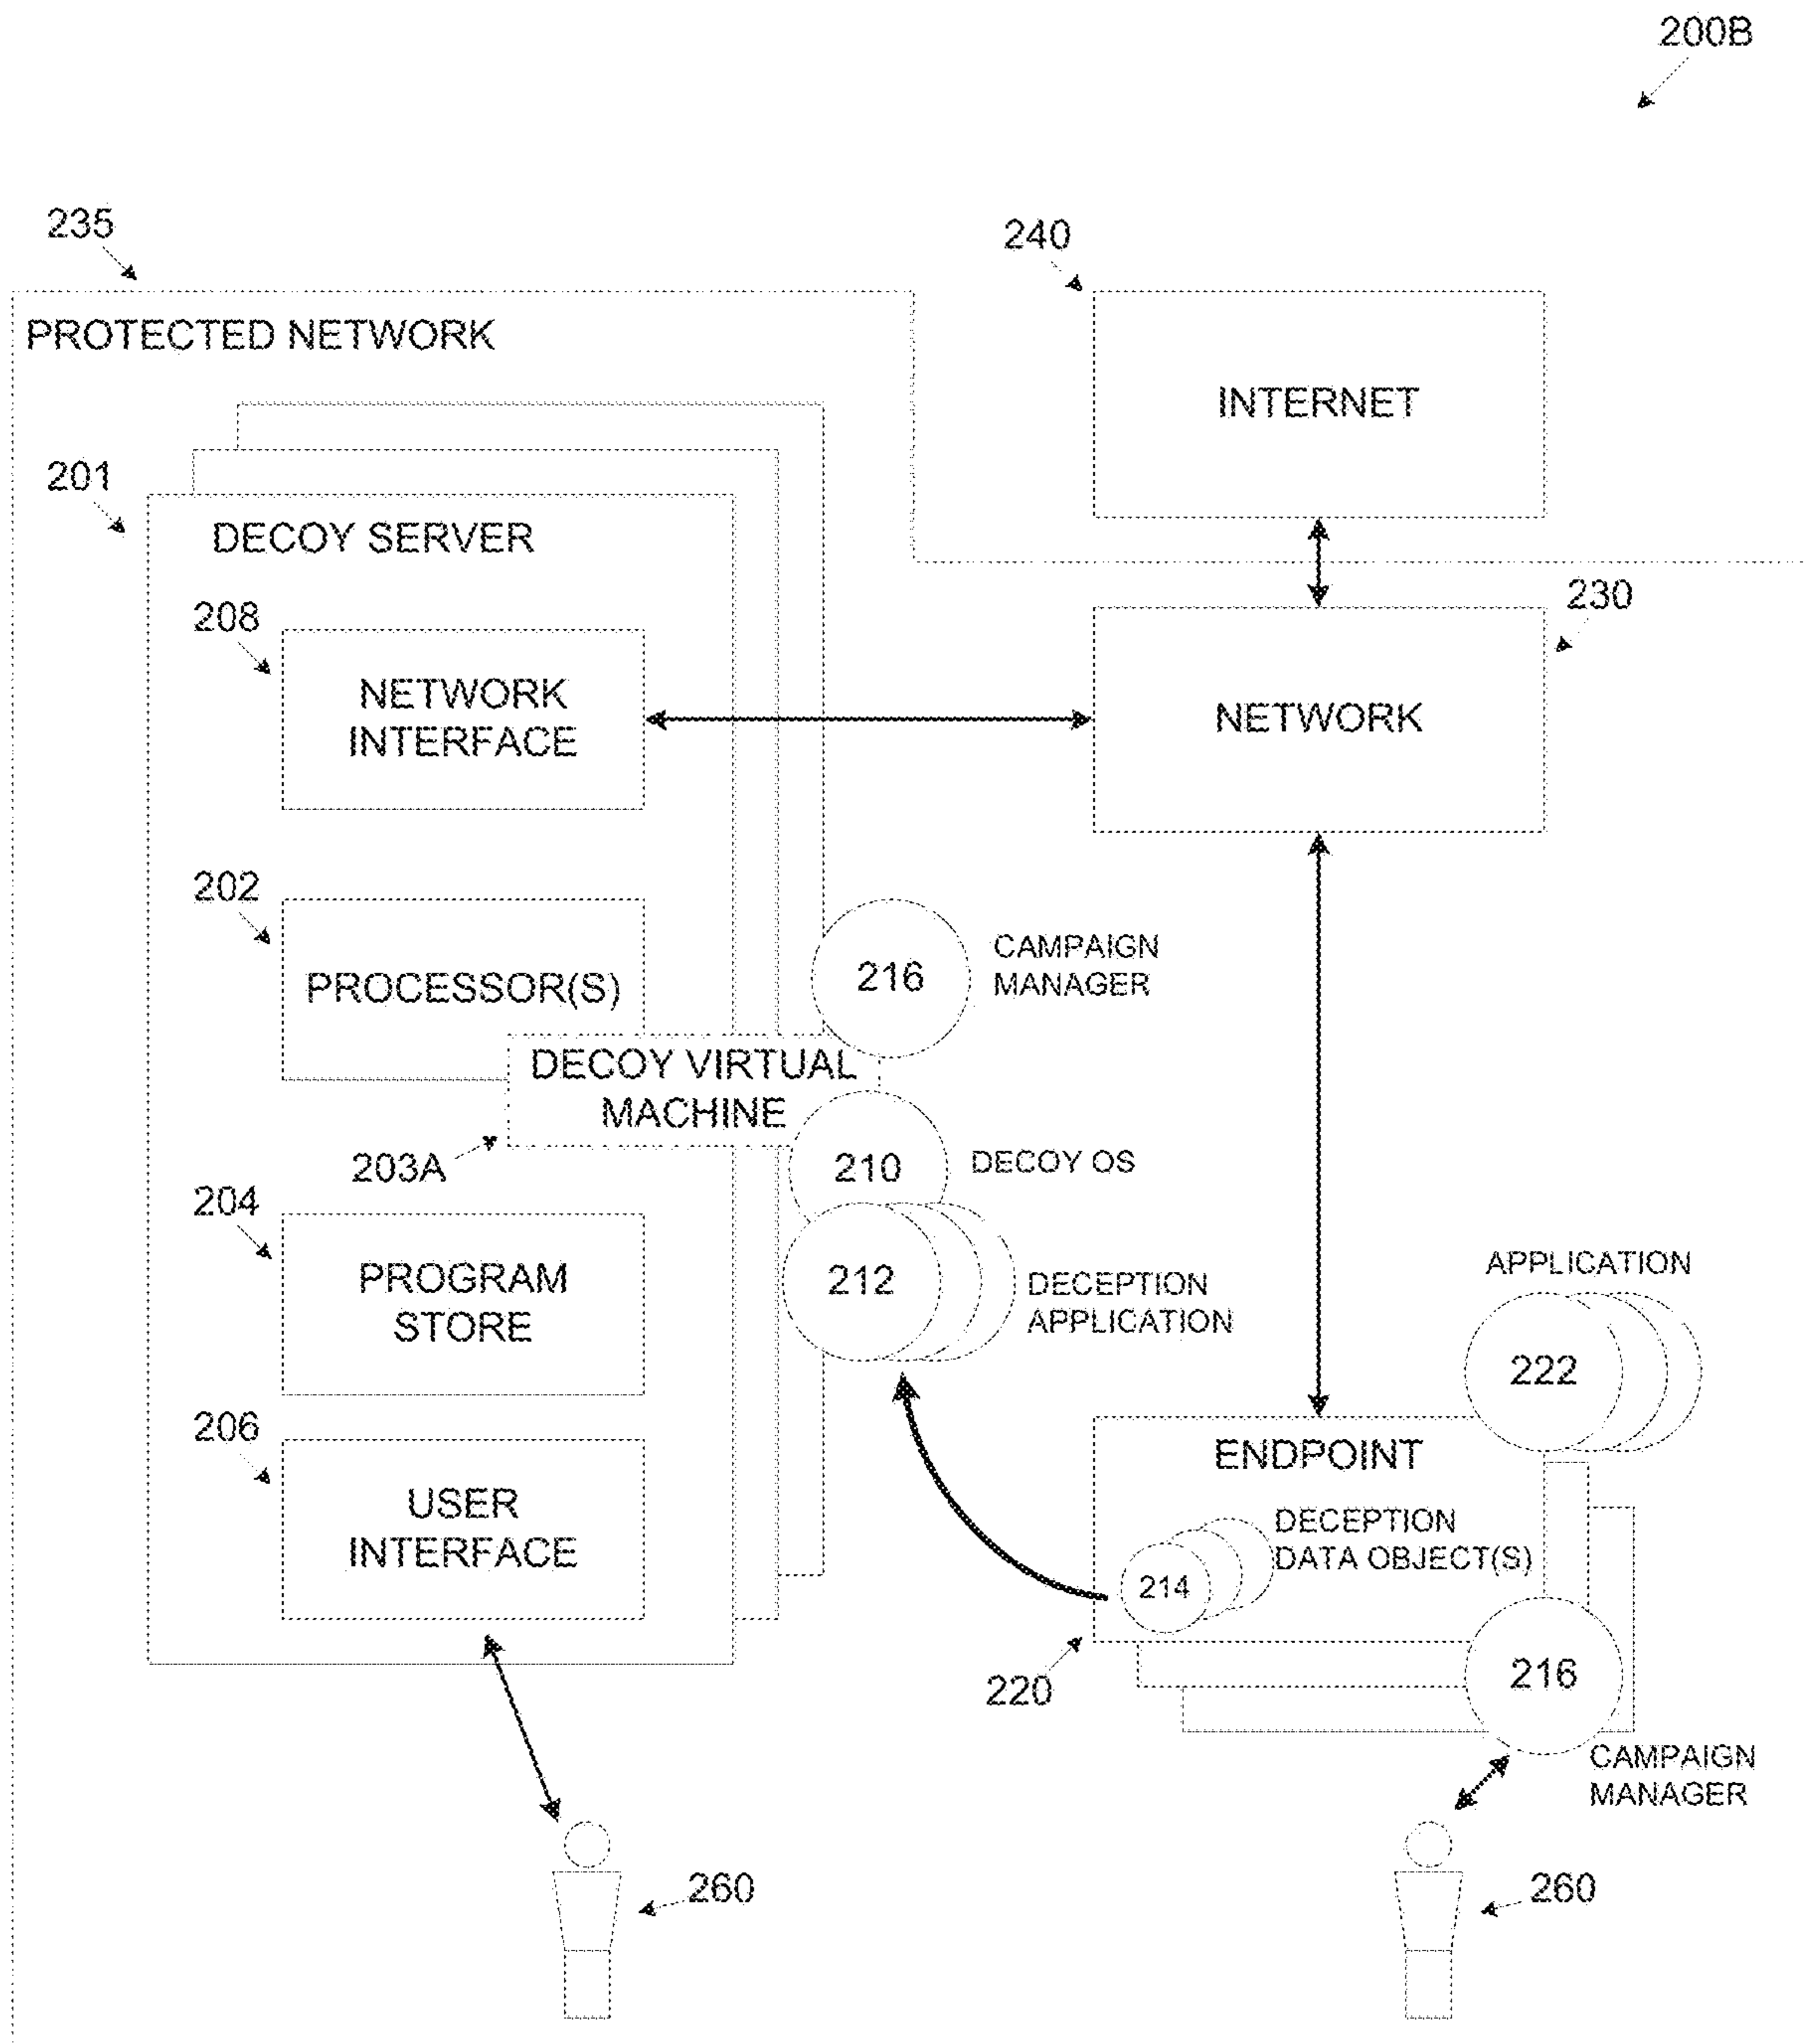 200B
235
240
PROTECTED NETWORK
INTERNET
201
DECOY SERVER
208
230
NETWORK
INTERFACE
NETWORK
202
216
CAMPAIGN
MANAGER
PROCESSOR(S)
DECOY VIRTUAL
MACHINE
203A
210
DECOY OS
204
PROGRAM
STORE
212
DECEPTION
APPLICATION
APPLICATION
222
206
USER
INTERFACE
ENDPOINT
DECEPTION
DATA OBJECT(S)
214
220
216
CAMPAIGN
MANAGER
260
260